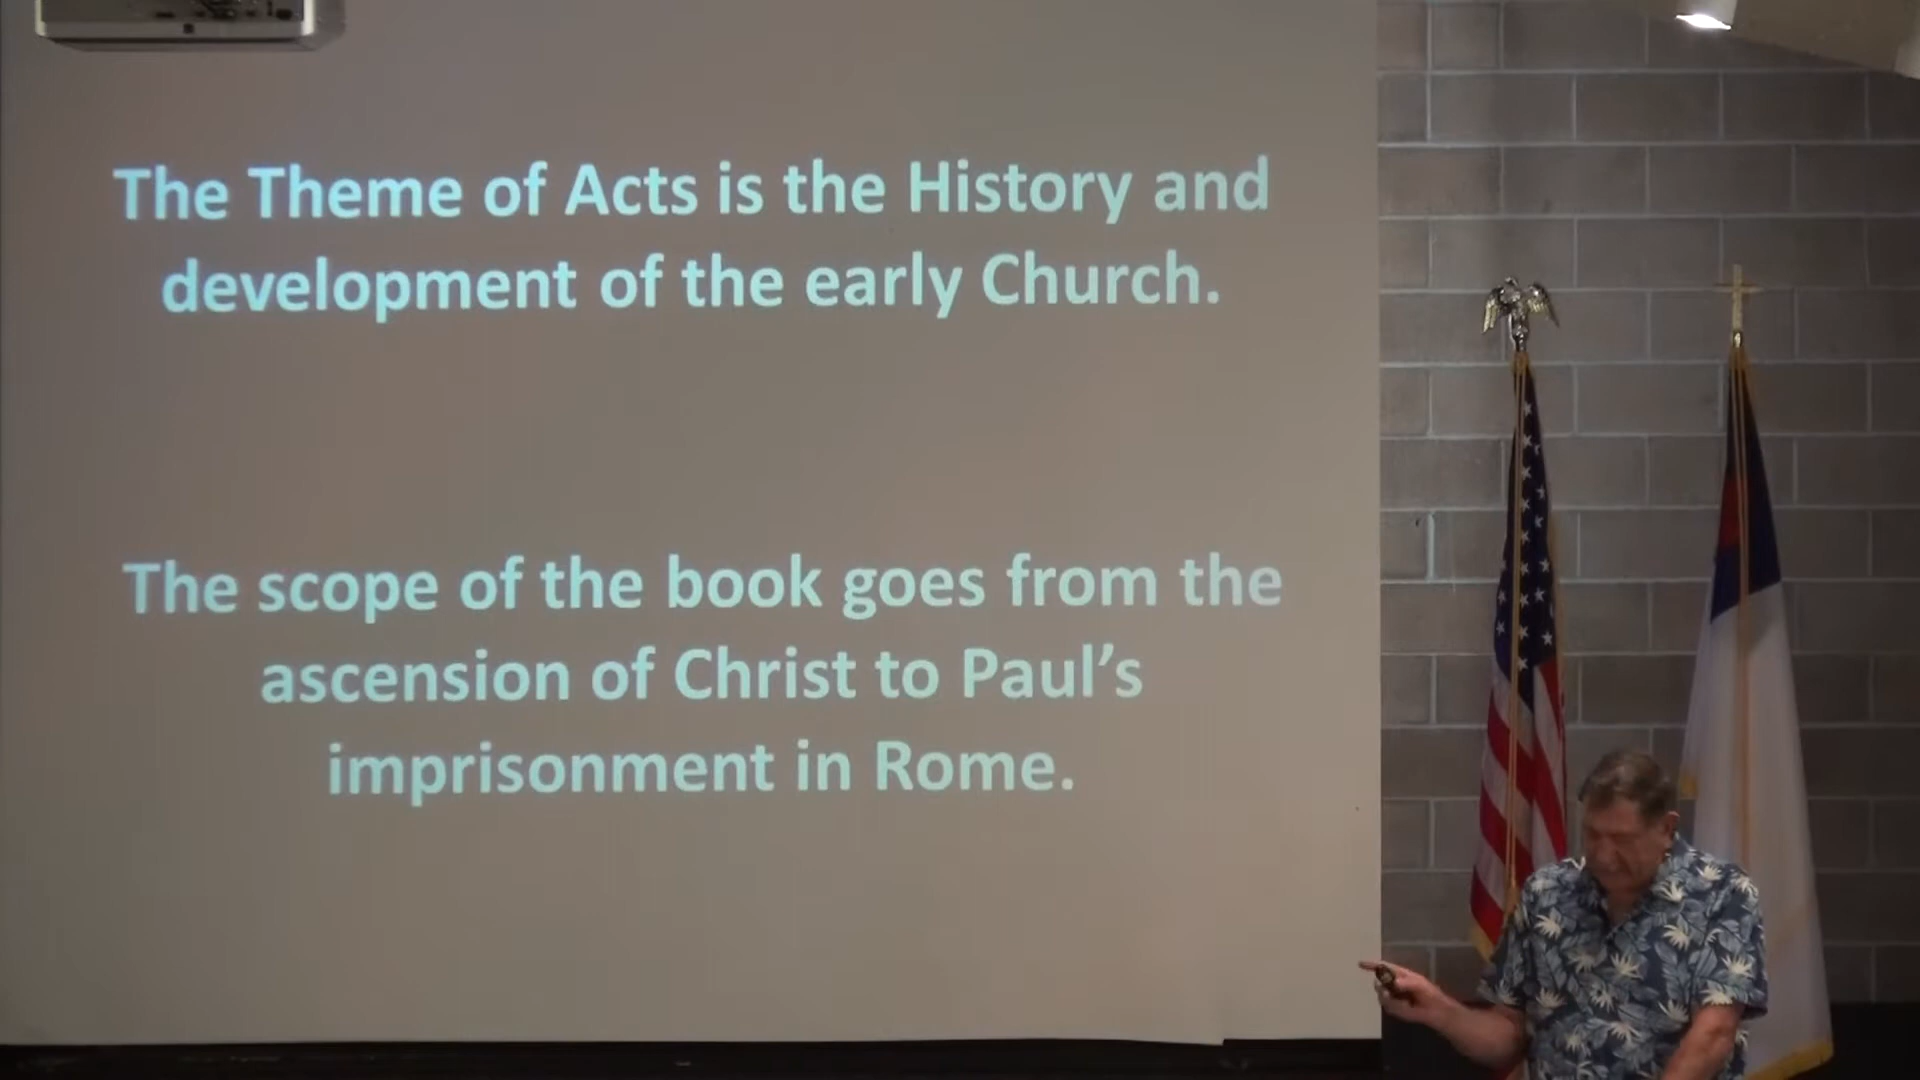 The Theme of Acts is the History and
development of the early Church.
The scope of the book goes from the
ascension of Christ to Paul’s
imprisonment in Rome.